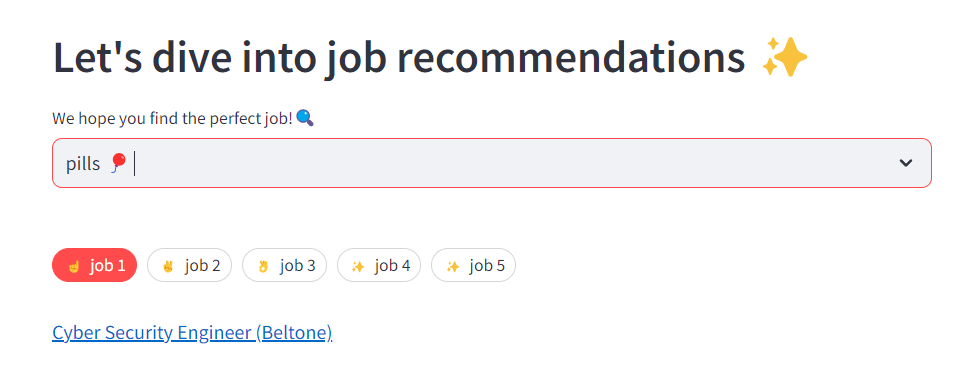 Let's dive into job recommendations ✨
We hope you find the perfect job! 🔍
pills 🎈
☝ job 1 ✌ job 2 👌 job 3 ✨ job 4 ✨ job 5
Cyber Security Engineer (Beltone)